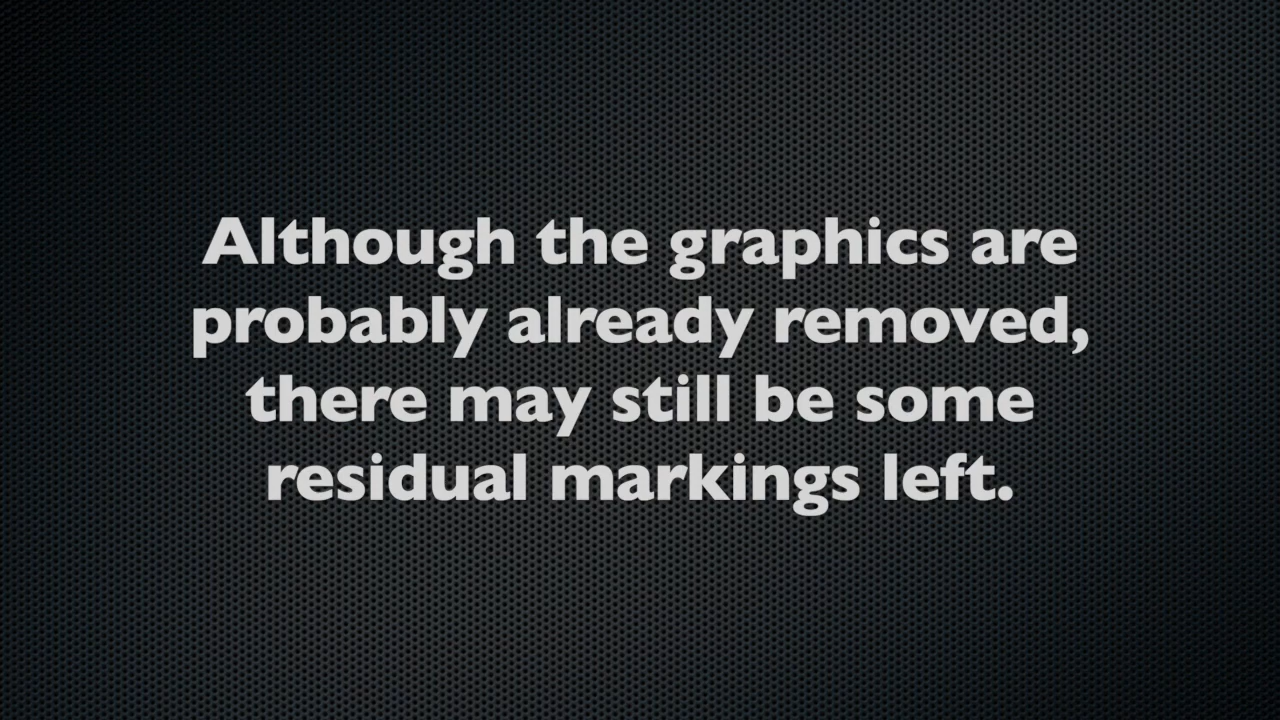 Although the graphics are
probably already removed,
there may still be some
residual markings left.